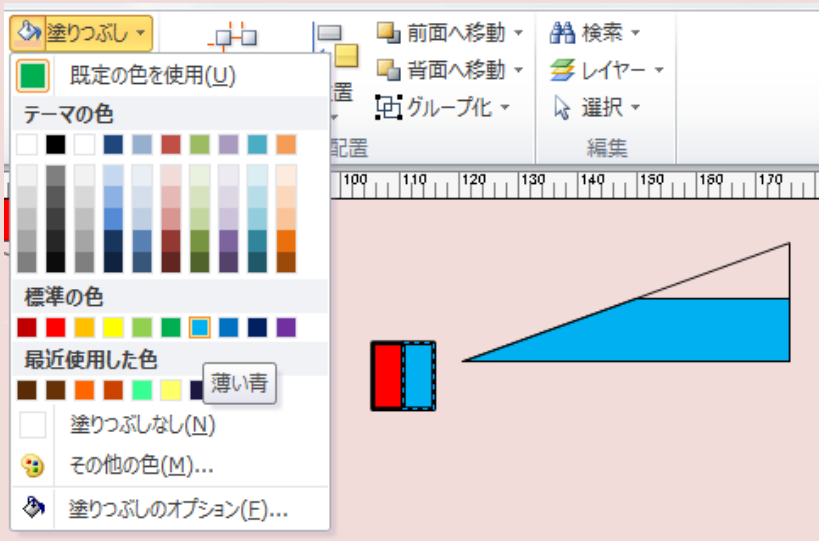 塗りつぶし
前面へ移動
検索
背面へ移動
レイヤー
置
グループ化
選択
配置
編集
既定の色を使用(U)
テーマの色
100 110 120 130 140 150 160 170
標準の色
最近使用した色
薄い青
塗りつぶしなし(N)
その他の色(M)...
塗りつぶしのオプション(F)...